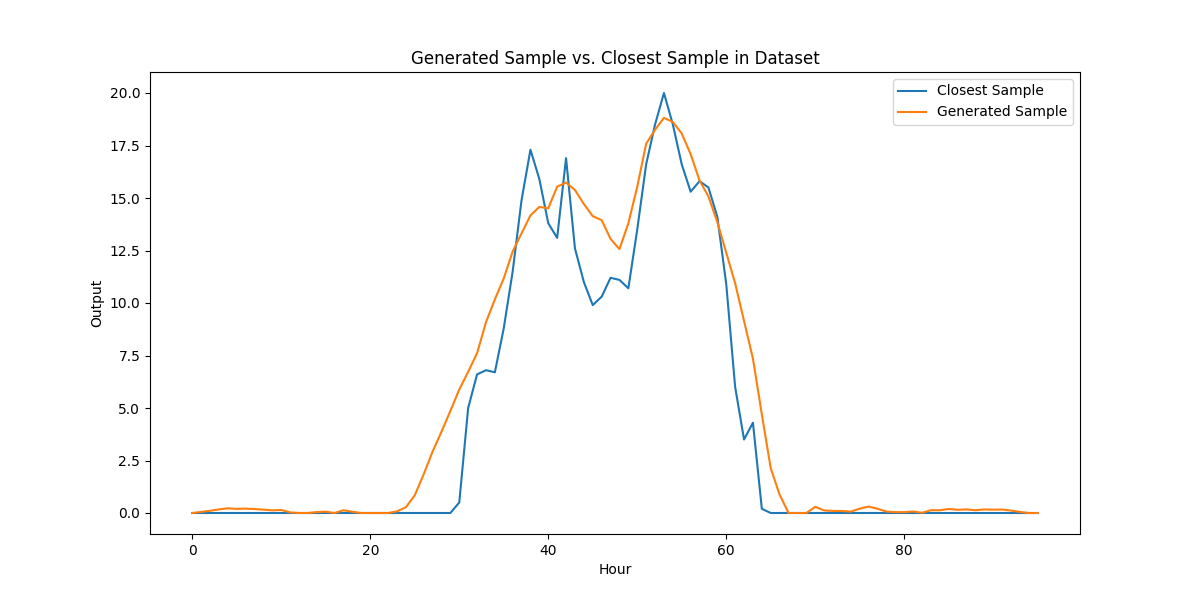 Generated Sample vs. Closest Sample in Dataset
Closest Sample
Generated Sample
20.0
17.5
15.0
12.5
10.0
7.5
5.0
2.5
0.0
Output
0 20 40 60 80
Hour